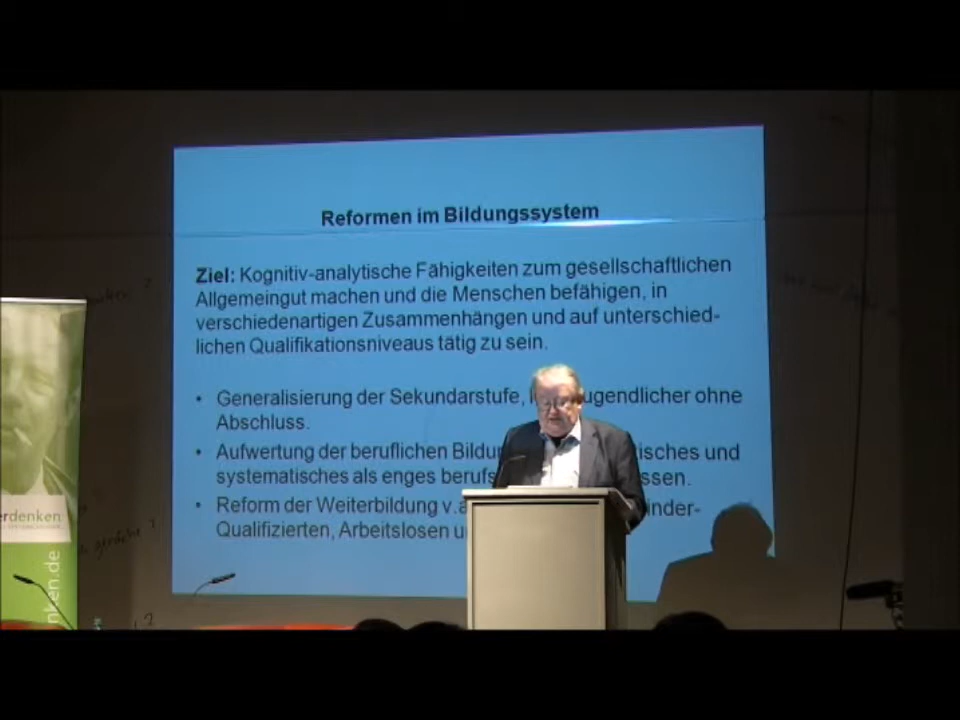 Reformen im Bildungssystem
Ziel: Kognitiv-analytische Fähigkeiten zum gesellschaftlichen
Allgemeingut machen und die Menschen befähigen, in
verschiedenartigen Zusammenhängen und auf unterschied-
lichen Qualifikationsniveaus tätig zu sein.
• Generalisierung der Sekundarstufe, ugendlicher ohne
Abschluss.
• Aufwertung der beruflichen Bildu tisches und
systematisches als enges berufs ssen.
• Reform der Weiterbildung v.a inder-
Qualifizierten, Arbeitslosen u
erdenken
nken.de